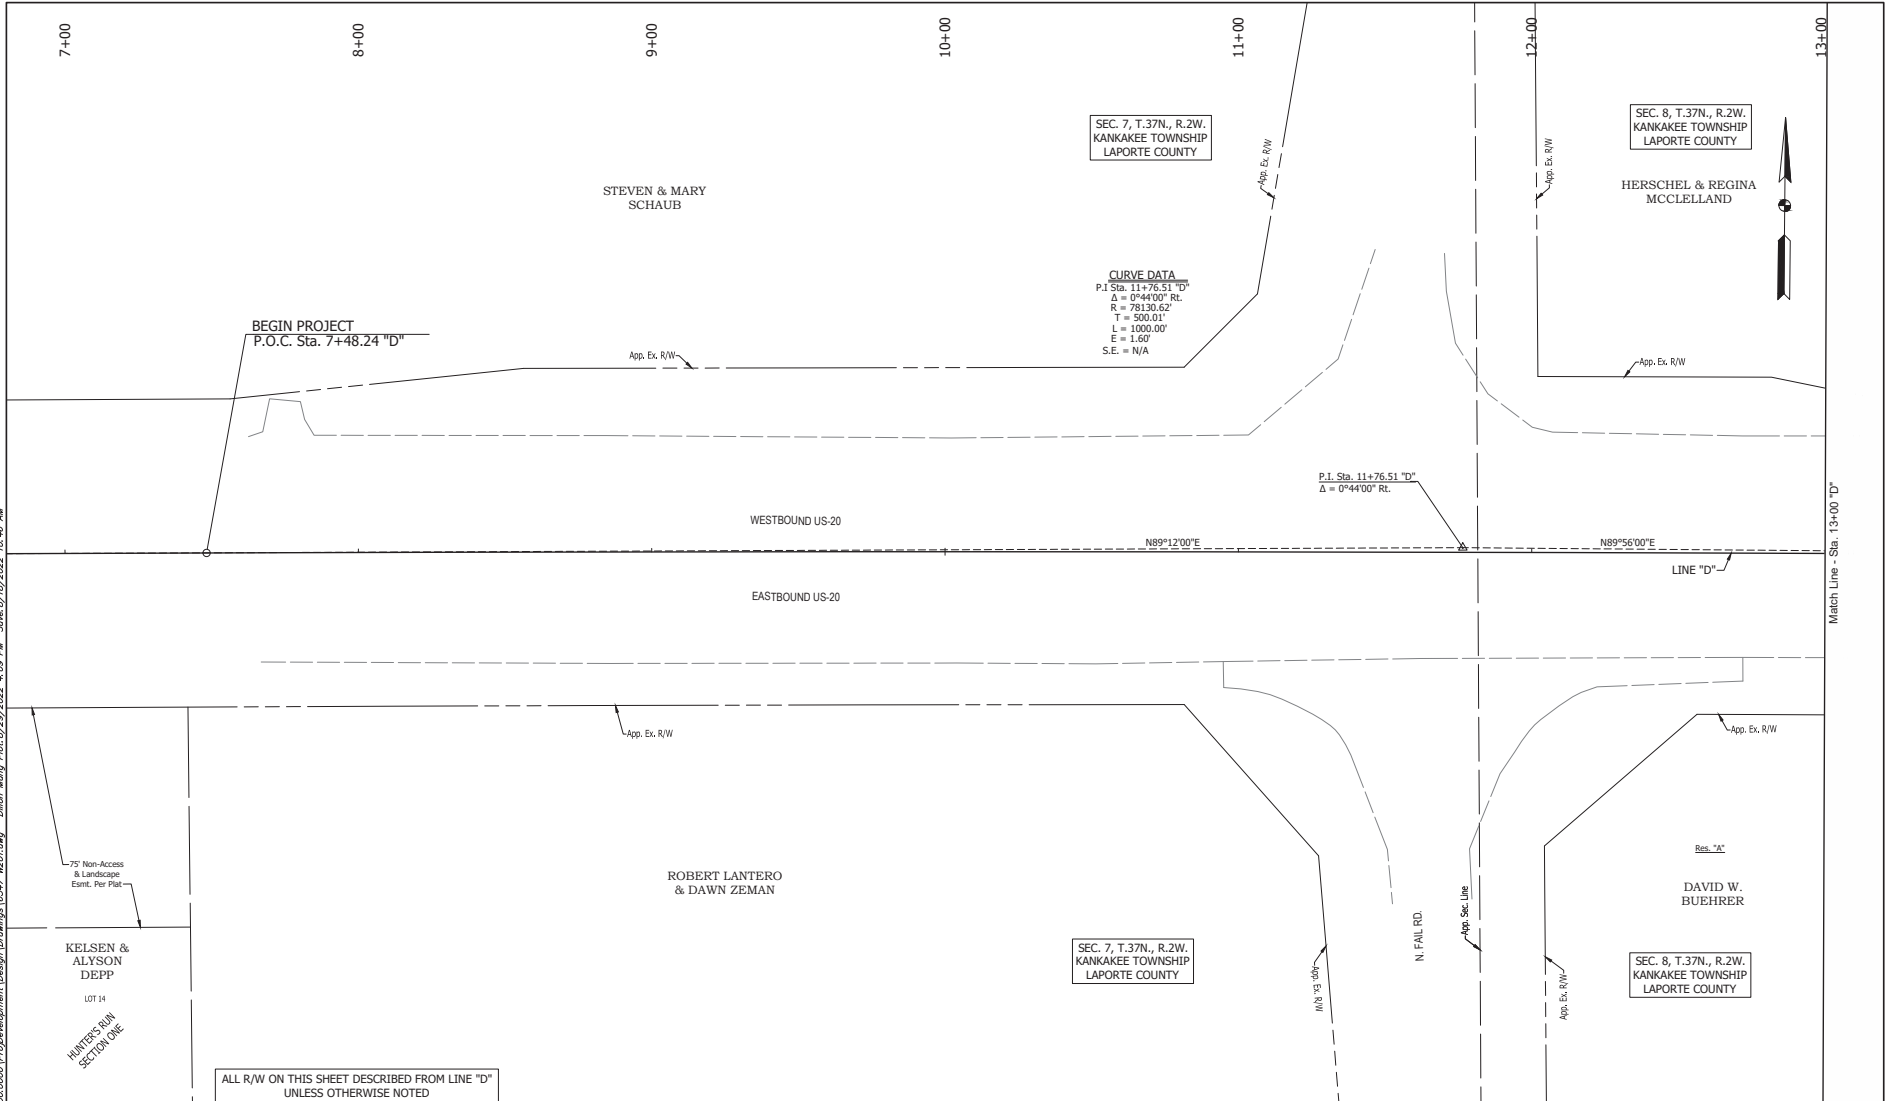 7+00
8+00
9+00
10+00
11+00
12+00
13+00
SEC. 7, T.37N., R.2W.
KANKAKEE TOWNSHIP
LAPORTE COUNTY
SEC. 8, T.37N., R.2W.
KANKAKEE TOWNSHIP
LAPORTE COUNTY
STEVEN & MARY
SCHAUB
App. Ex. R/W
App. Ex. R/W
HERSCHEL & REGINA
MCCLELLAND
CURVE DATA
P.I Sta. 11+76.51 "D"
Δ = 0°44'00" Rt.
R = 78130.62'
T = 500.01'
L = 1000.00'
E = 1.60'
S.E. = N/A
BEGIN PROJECT
P.O.C. Sta. 7+48.24 "D"
App. Ex. R/W
App. Ex. R/W
P.I. Sta. 11+76.51 "D"
Δ = 0°44'00" Rt.
WESTBOUND US-20
N89°12'00"E
N89°56'00"E
LINE "D"
Match Line - Sta. 13+00 "D"
EASTBOUND US-20
App. Ex. R/W
App. Ex. R/W
75' Non-Access
& Landscape
Esmt. Per Plat
ROBERT LANTERO
& DAWN ZEMAN
Res. "A"
DAVID W.
BUEHRER
App. Sec. Line
N. FAIL RD.
KELSEN &
ALYSON
DEPP
LOT 14
HUNTER'S RUN
SECTION ONE
SEC. 7, T.37N., R.2W.
KANKAKEE TOWNSHIP
LAPORTE COUNTY
App. Ex. R/W
App. Ex. R/W
SEC. 8, T.37N., R.2W.
KANKAKEE TOWNSHIP
LAPORTE COUNTY
ALL R/W ON THIS SHEET DESCRIBED FROM LINE "D"
UNLESS OTHERWISE NOTED